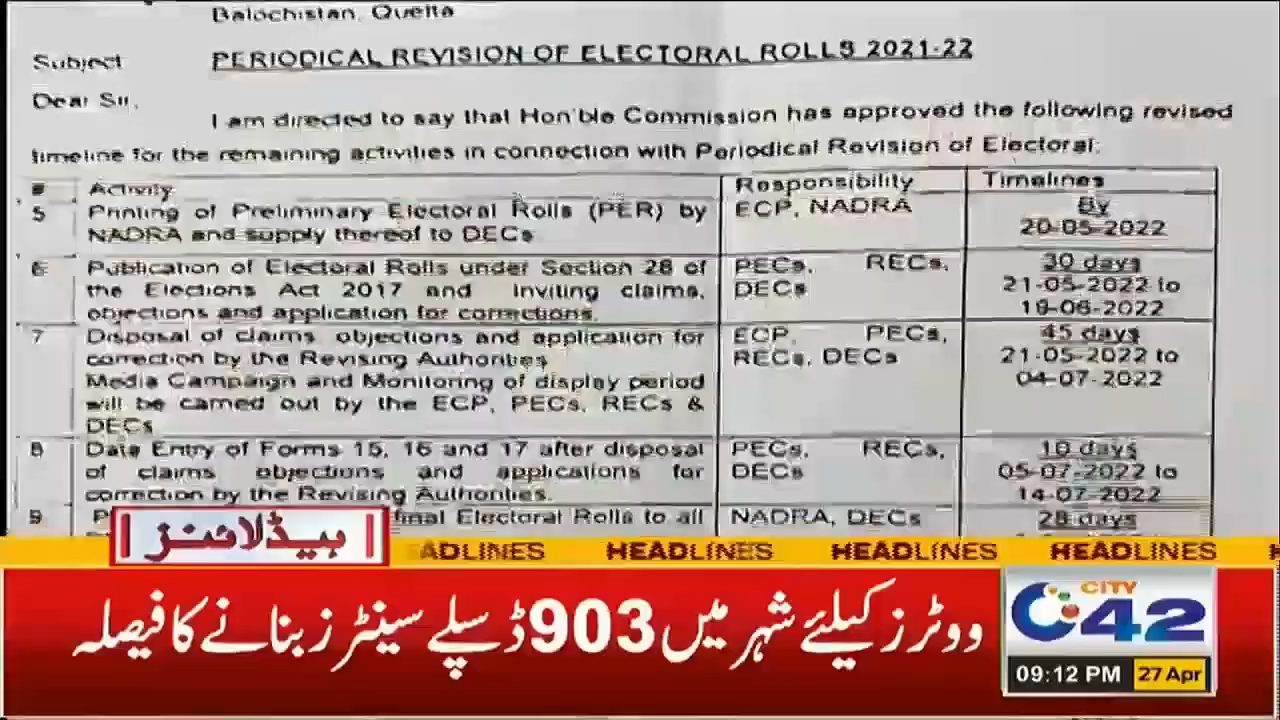 Balochistan, Quetta
Subject PERIODICAL REVISION OF ELECTORAL ROLLS 2021-22
Dear Sir,
I am directed to say that Hon'ble Commission has approved the following revised
timeline for the remaining activities in connection with Periodical Revision of Electoral:
# Activity Responsibility Timelines
5 Printing of Preliminary Electoral Rolls (PER) by ECP, NADRA By
NADRA and supply thereof to DECs 20-05-2022
6 Publication of Electoral Rolls under Section 28 of PECs, RECs, 30 days
the Elections Act 2017 and inviting claims, DECs 21-05-2022 to
objections and application for corrections. 19-06-2022
7 Disposal of claims objections and application for ECP, PECs, 45 days
correction by the Revising Authorities RECs, DECs 21-05-2022 to
Media Campaign and Monitoring of display period 04-07-2022
will be carried out by the ECP, PECs, RECs &
DECs
8 Data Entry of Forms 15, 16 and 17 after disposal PECs, RECs, 10 days
of claims objections and applications for DECs 05-07-2022 to
correction by the Revising Authorities. 14-07-2022
9 final Electoral Rolls to all NADRA, DECs 28 days
ہیڈلائنز
ADLINES HEADLINES HEADLINES HEADLINES
ووٹرز کیلئے شہر میں 903 ڈسپلے سینٹرز بنانے کا فیصلہ
CITY
42
09:12 PM 27 Apr